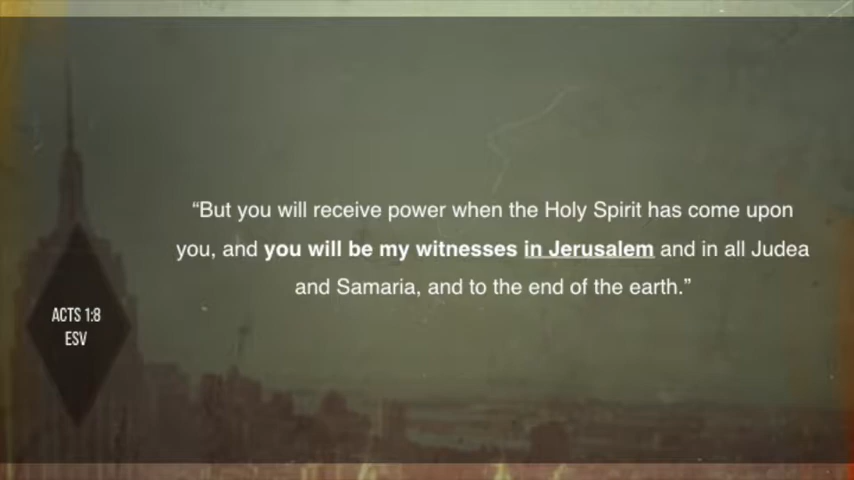 “But you will receive power when the Holy Spirit has come upon
you, and you will be my witnesses in Jerusalem and in all Judea
and Samaria, and to the end of the earth.”
ACTS 1:8
ESV